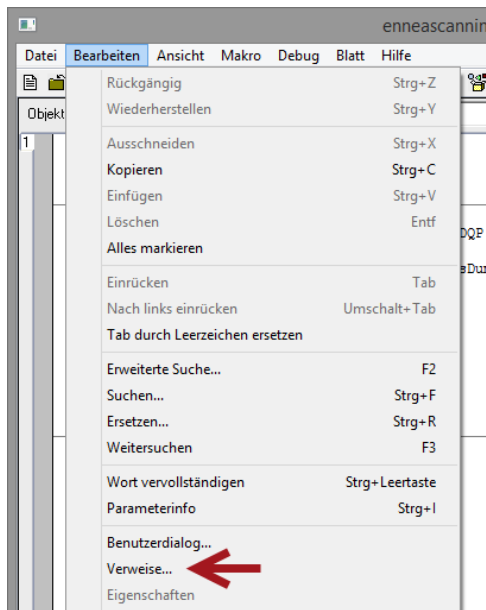 enneascannin
Datei Bearbeiten Ansicht Makro Debug Blatt Hilfe
Objekt
1
Rückgängig Strg+Z
Wiederherstellen Strg+Y
Ausschneiden Strg+X
Kopieren Strg+C
Einfügen Strg+V
Löschen Entf
DQP
Alles markieren
sDur
Einrücken Tab
Nach links einrücken Umschalt+Tab
Tab durch Leerzeichen ersetzen
Erweiterte Suche... F2
Suchen... Strg+F
Ersetzen... Strg+R
Weitersuchen F3
Wort vervollständigen Strg+Leertaste
Parameterinfo Strg+I
Benutzerdialog...
Verweise...
Eigenschaften